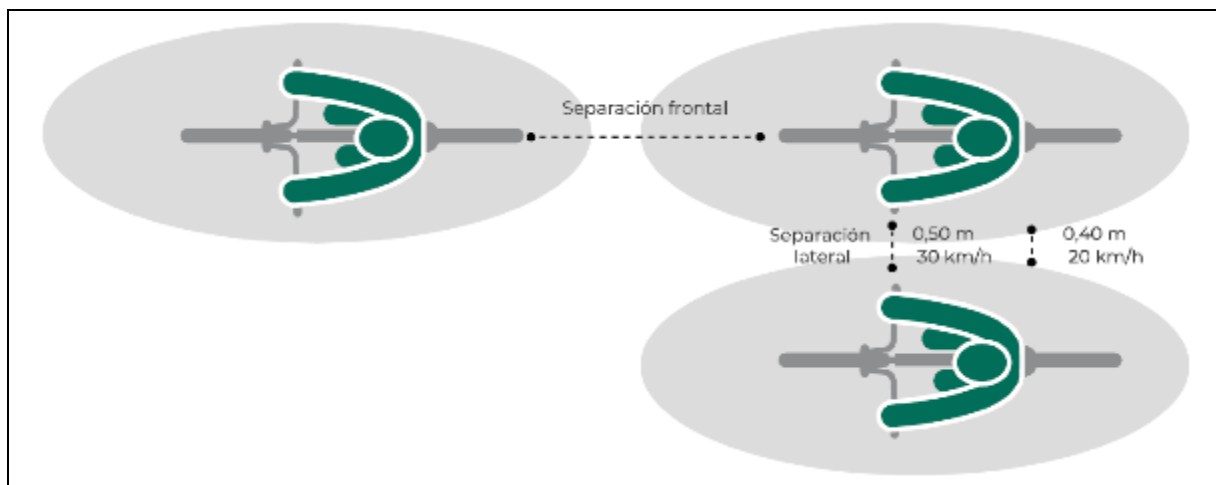 Separación frontal
Separación lateral
0,50 m
30 km/h
0,40 m
20 km/h